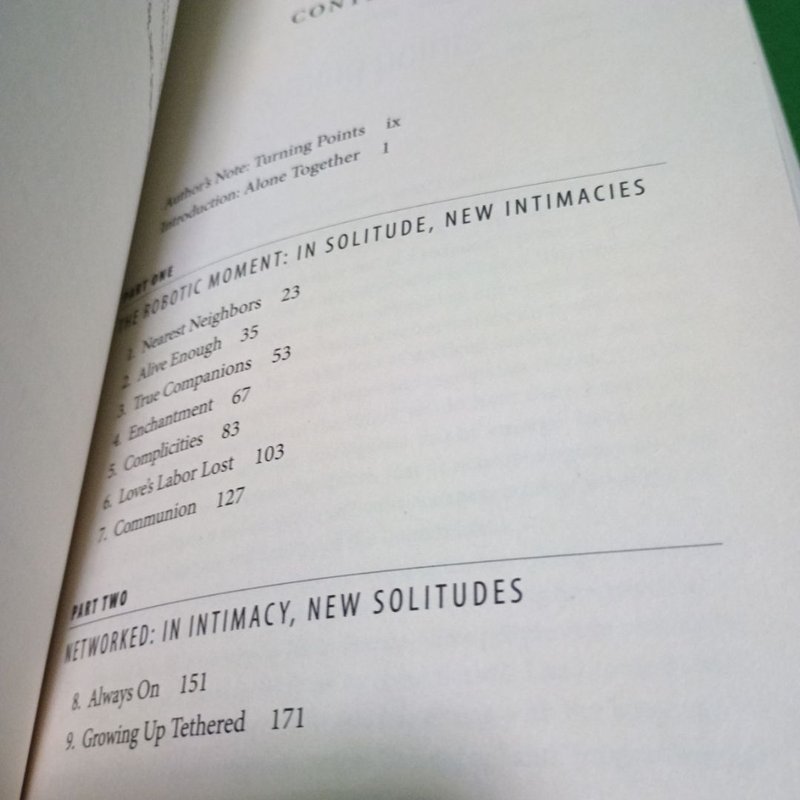 Author's Note: Turning Points ix
Introduction: Alone Together 1
PART ONE
THE ROBOTIC MOMENT: IN SOLITUDE, NEW INTIMACIES
1. Nearest Neighbors 23
2. Alive Enough 35
3. True Companions 53
4. Enchantment 67
5. Complicities 83
6. Love's Labor Lost 103
7. Communion 127
PART TWO
NETWORKED: IN INTIMACY, NEW SOLITUDES
8. Always On 151
9. Growing Up Tethered 171